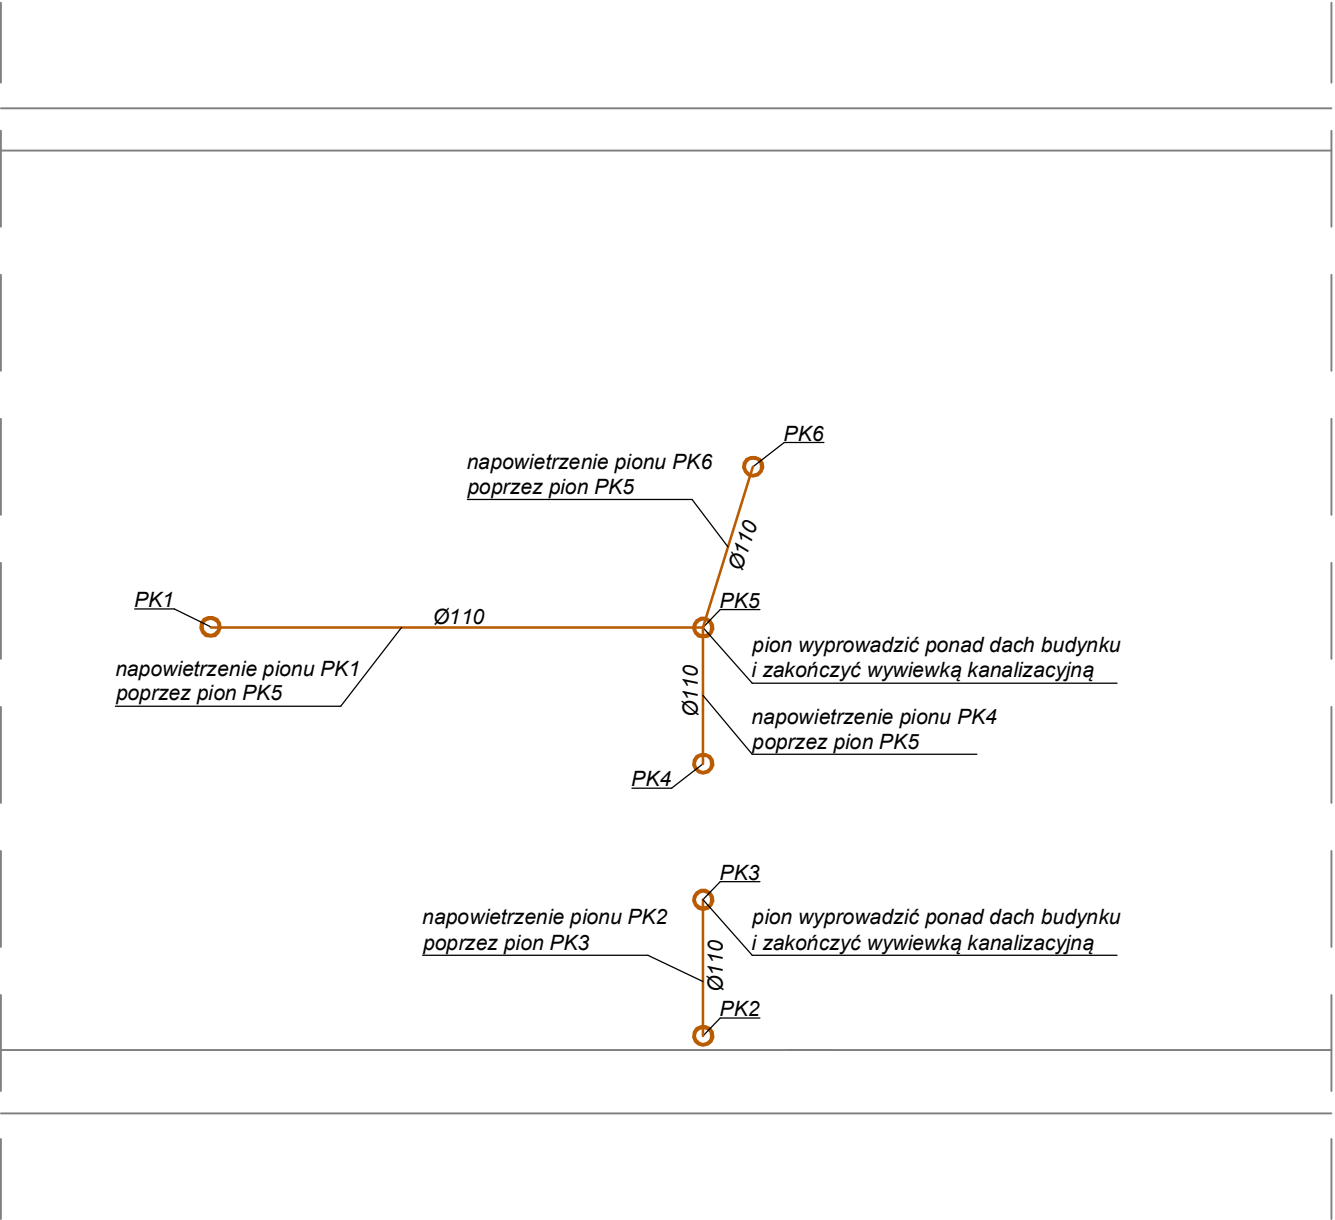 PK6
napowietrzenie pionu PK6
poprzez pion PK5
Ø110
PK1
Ø110
PK5
napowietrzenie pionu PK1
poprzez pion PK5
pion wyprowadzić ponad dach budynku
i zakończyć wywiewką kanalizacyjną
Ø110
napowietrzenie pionu PK4
poprzez pion PK5
PK4
PK3
napowietrzenie pionu PK2
poprzez pion PK3
pion wyprowadzić ponad dach budynku
i zakończyć wywiewką kanalizacyjną
Ø110
PK2